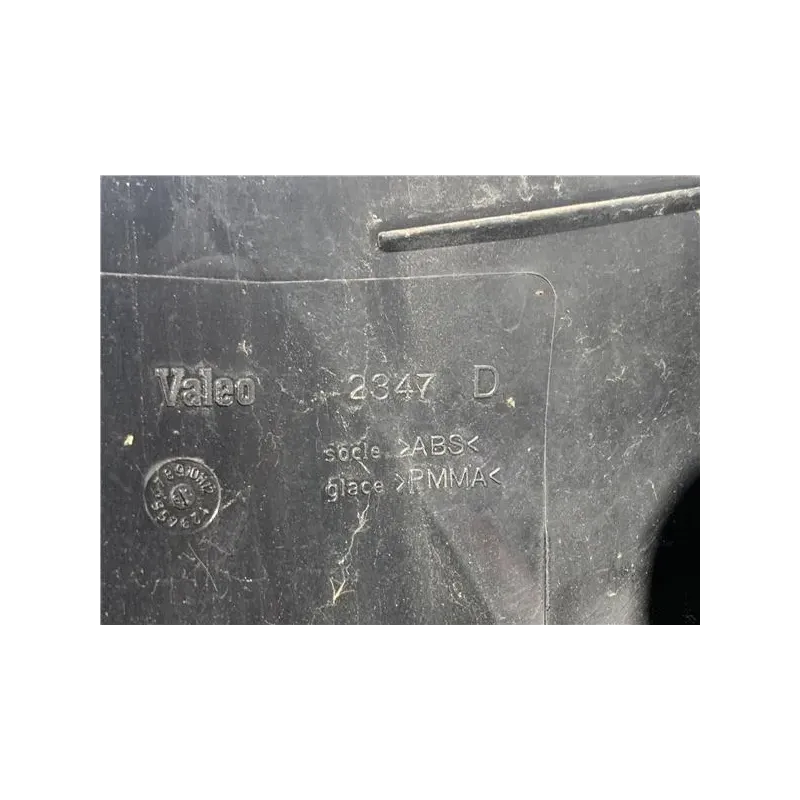 Valeo 2347 D
socle >ABS<
glace >PMMA<